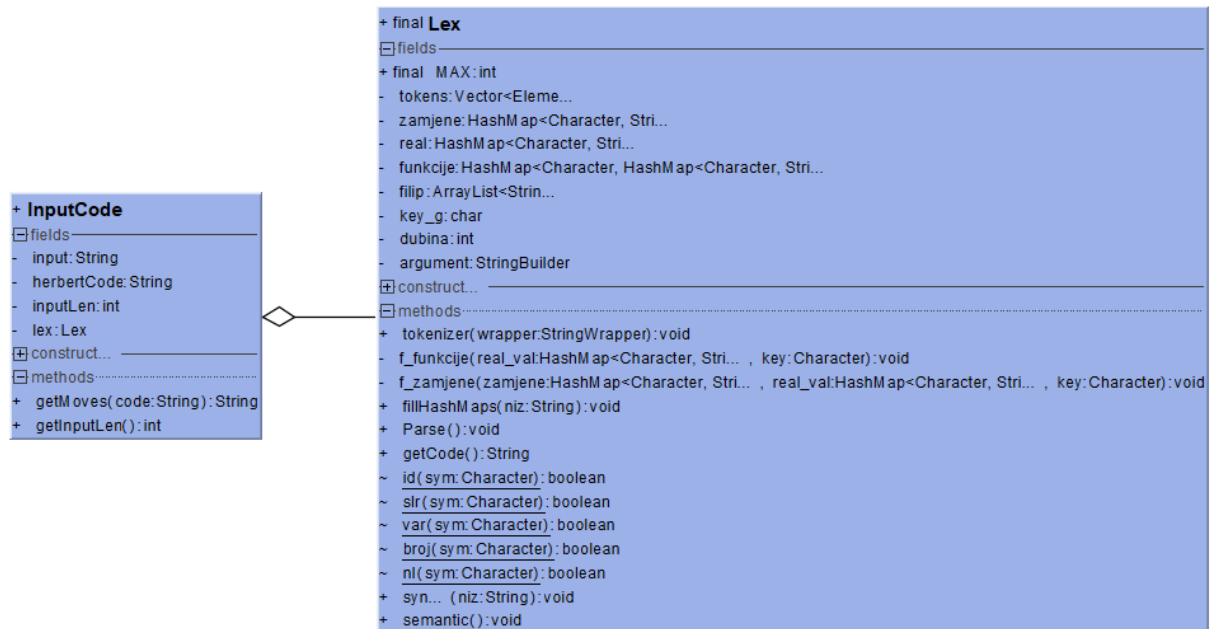 + InputCode
fields
- input:String
- herbertCode:String
- inputLen:int
- lex:Lex
construct...
methods
+ getMoves(code:String):String
+ getInputLen():int
+ final Lex
fields
+ final MAX:int
- tokens:Vector<Eleme...
- zamjene:HashMap<Character, Stri...
- real:HashMap<Character, Stri...
- funkcije:HashMap<Character, HashMap<Character, Stri...
- filip:ArrayList<Strin...
- key_g:char
- dubina:int
- argument:StringBuilder
construct...
methods
+ tokenizer(wrapper:StringWrapper):void
- f_funkcije(real_val:HashMap<Character, Stri... , key:Character):void
- f_zamjene(zamjene:HashMap<Character, Stri... , real_val:HashMap<Character, Stri... , key:Character):void
+ fillHashMaps(niz:String):void
+ Parse():void
+ getCode():String
~ id(sym:Character):boolean
~ slr(sym:Character):boolean
~ var(sym:Character):boolean
~ broj(sym:Character):boolean
~ nl(sym:Character):boolean
+ syn... (niz:String):void
+ semantic():void